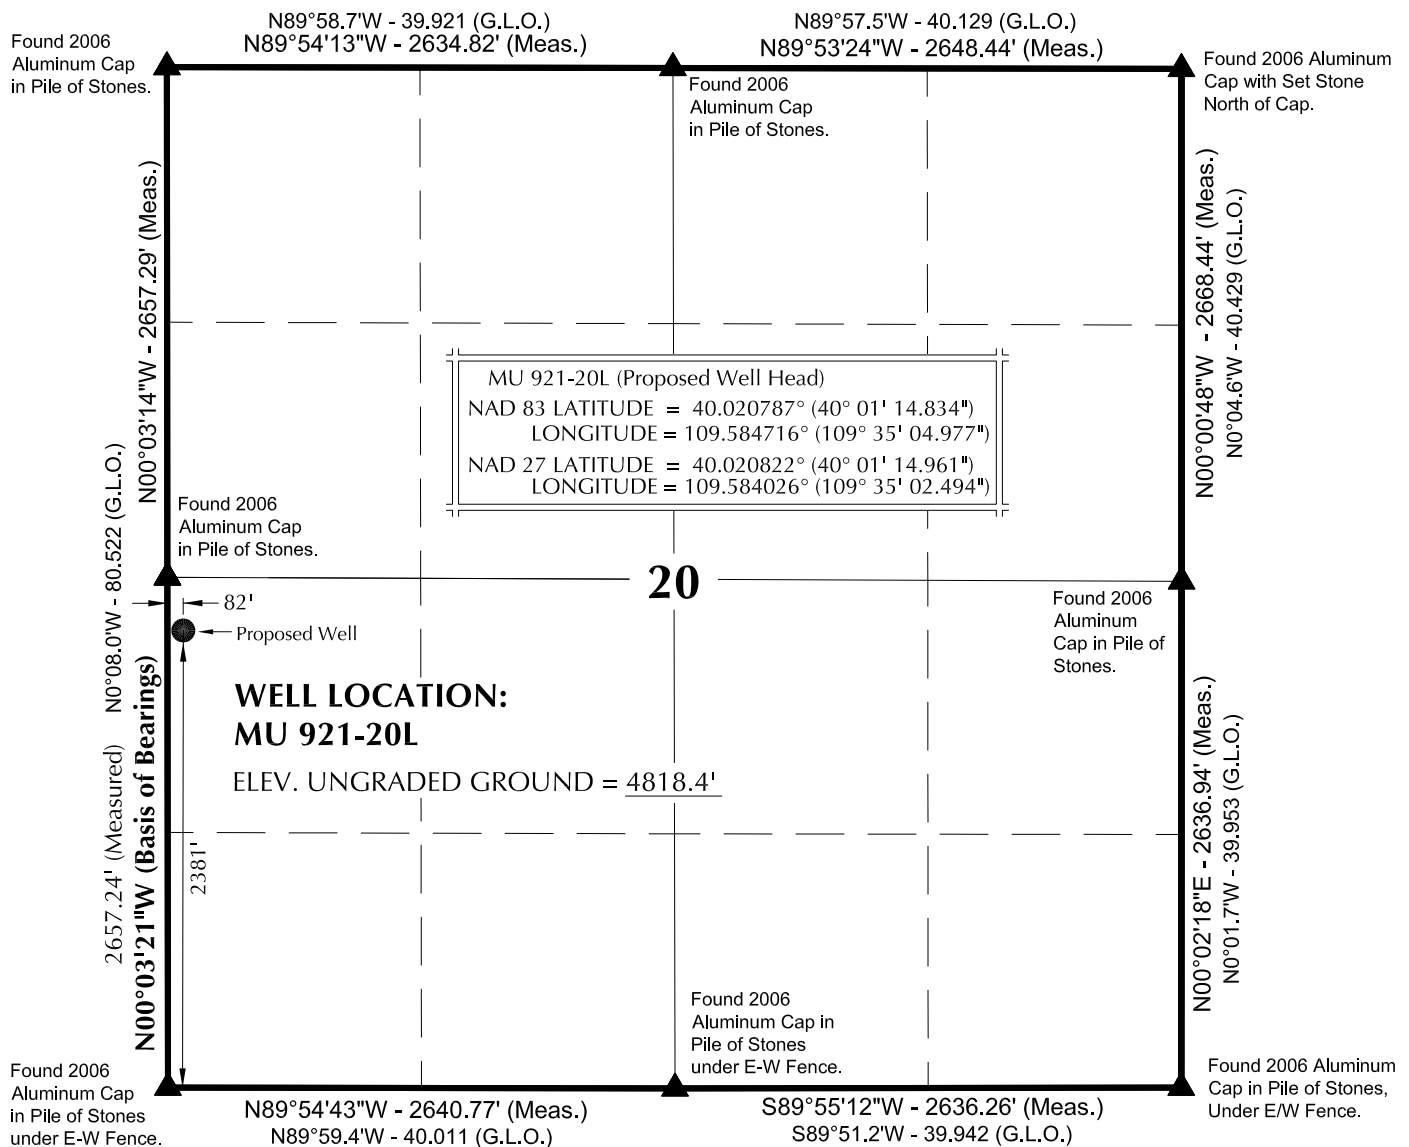 N89°58.7'W - 39.921 (G.L.O.)
N89°54'13"W - 2634.82' (Meas.)
N89°57.5'W - 40.129 (G.L.O.)
N89°53'24"W - 2648.44' (Meas.)
Found 2006
Aluminum Cap
in Pile of Stones.
Found 2006
Aluminum Cap
in Pile of Stones.
Found 2006 Aluminum
Cap with Set Stone
North of Cap.
N00°03'14"W - 2657.29' (Meas.)
N00°00'48"W - 2668.44' (Meas.)
N0°04.6'W - 40.429 (G.L.O.)
MU 921-20L (Proposed Well Head)
NAD 83 LATITUDE = 40.020787° (40° 01' 14.834")
LONGITUDE = 109.584716° (109° 35' 04.977")
NAD 27 LATITUDE = 40.020822° (40° 01' 14.961")
LONGITUDE = 109.584026° (109° 35' 02.494")
Found 2006
Aluminum Cap
in Pile of Stones.
N0°08.0'W - 80.522 (G.L.O.)
20
82'
Proposed Well
Found 2006
Aluminum
Cap in Pile of
Stones.
WELL LOCATION:
MU 921-20L
ELEV. UNGRADED GROUND = 4818.4'
2657.24' (Measured)
N00°03'21"W (Basis of Bearings)
2381'
N00°02'18"E - 2636.94' (Meas.)
N0°01.7'W - 39.953 (G.L.O.)
Found 2006
Aluminum Cap
in Pile of Stones
under E-W Fence.
Found 2006
Aluminum Cap in
Pile of Stones
under E-W Fence.
Found 2006 Aluminum
Cap in Pile of Stones,
Under E/W Fence.
N89°54'43"W - 2640.77' (Meas.)
N89°59.4'W - 40.011 (G.L.O.)
S89°55'12"W - 2636.26' (Meas.)
S89°51.2'W - 39.942 (G.L.O.)